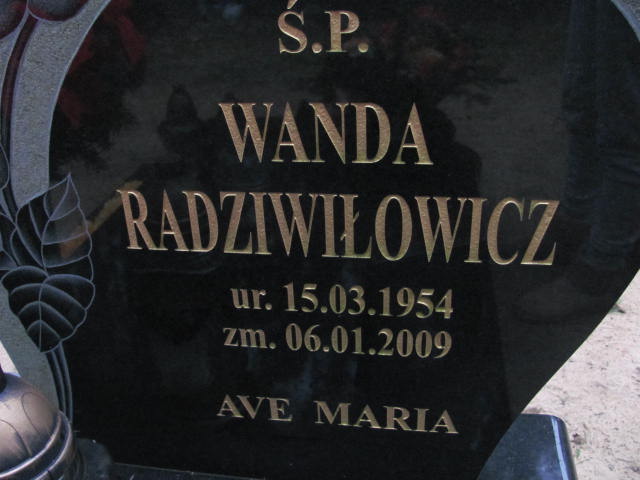 Ś.P.
WANDA
RADZIWIŁOWICZ
ur. 15.03.1954
zm. 06.01.2009
AVE MARIA